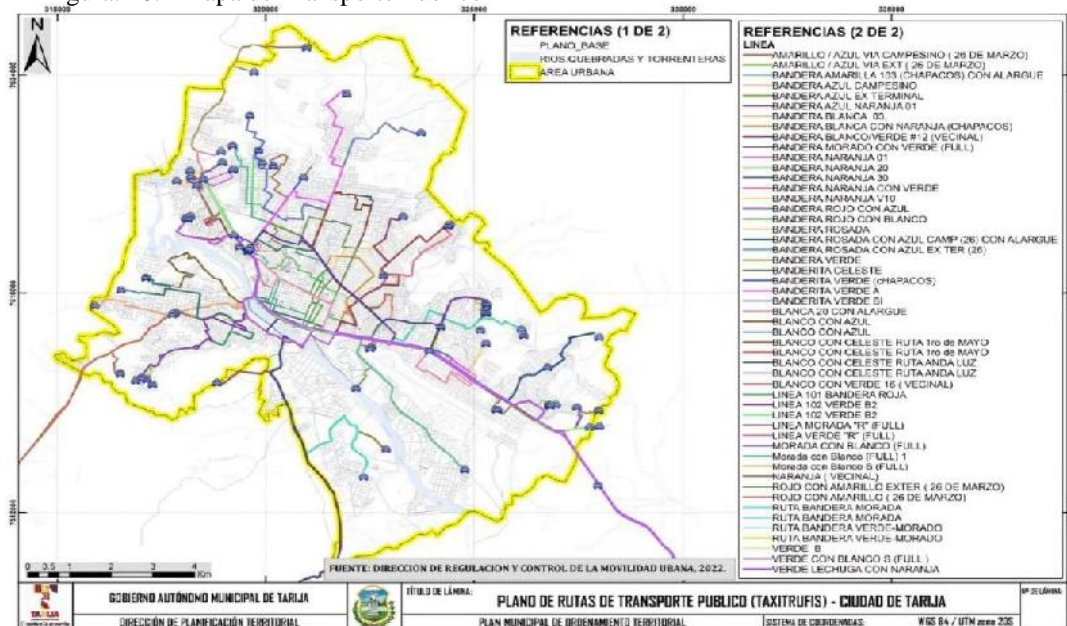 REFERENCIAS (1 DE 2)
PLANO_BASE
RIOS,QUEBRADAS Y TORRENTERAS
AREA URBANA
REFERENCIAS (2 DE 2)
LINEA
AMARILLO / AZUL VIA CAMPESINO ( 26 DE MARZO)
AMARILLO / AZUL VIA EXT ( 26 DE MARZO)
BANDERA AMARILLA 103 (CHAPACOS) CON ALARGUE
BANDERA AZUL CAMPESINO
BANDERA AZUL EX TERMINAL
BANDERA AZUL NARANJA 01
BANDERA BLANCA 03
BANDERA BLANCA CON NARANJA (CHAPACOS)
BANDERA BLANCO/VERDE #12 (VECINAL)
BANDERA MORADO CON VERDE (FULL)
BANDERA NARANJA 01
BANDERA NARANJA 20
BANDERA NARANJA 30
BANDERA NARANJA CON VERDE
BANDERA NARANJA V10
BANDERA ROJO CON AZUL
BANDERA ROJO CON BLANCO
BANDERA ROSADA
BANDERA ROSADA CON AZUL CAMP (26) CON ALARGUE
BANDERA ROSADA CON AZUL EX TER (26)
BANDERA VERDE
BANDERITA CELESTE
BANDERITA VERDE (cHAPACOS)
BANDERITA VERDE A
BANDERITA VERDE
BLANCA 20 CON ALARGUE
BLANCO CON AZUL
BLANCO CON AZUL
BLANCO CON CELESTE RUTA 1ro de MAYO
BLANCO CON CELESTE RUTA 1ro de MAYO
BLANCO CON CELESTE RUTA ANDA LUZ
BLANCO CON CELESTE RUTA ANDA LUZ
BLANCO CON VERDE 16 ( VECINAL)
LINEA 101 BANDERA ROJA
LINEA 102 VERDE B2
LINEA 102 VERDE B2
LINEA MORADA "R" (FULL)
LINEA VERDE "R" (FULL)
MORADA CON BLANCO (FULL)
Morada con Blanco (FULL) 1
Morada con Blanco S (FULL)
NARANJA ( VECINAL)
ROJO CON AMARILLO EXTER ( 26 DE MARZO)
ROJO CON AMARILLO ( 26 DE MARZO)
RUTA BANDERA MORADA
RUTA BANDERA MORADA
RUTA BANDERA VERDE-MORADO
RUTA BANDERA VERDE-MORADO
VERDE
VERDE CON BLANCO S (FULL )
VERDE LECHUGA CON NARANJA
N
0 0.5 1 2 3 4
Km
FUENTE: DIRECCION DE REGULACION Y CONTROL DE LA MOVILIDAD UBANA, 2022.
TARIJA
GOBIERNO AUTÓNOMO MUNICIPAL DE TARIJA
DIRECCIÓN DE PLANIFICACIÓN TERRITORIAL
TÍTULO DE LÁMINA:
PLANO DE RUTAS DE TRANSPORTE PUBLICO (TAXITRUFIS) - CIUDAD DE TARIJA
PLAN MUNICIPAL DE ORDENAMIENTO TERRITORIAL
SISTEMA DE COORDENADAS:
WGS 84 / UTM zona 20S
Nº DE LÁMINA: